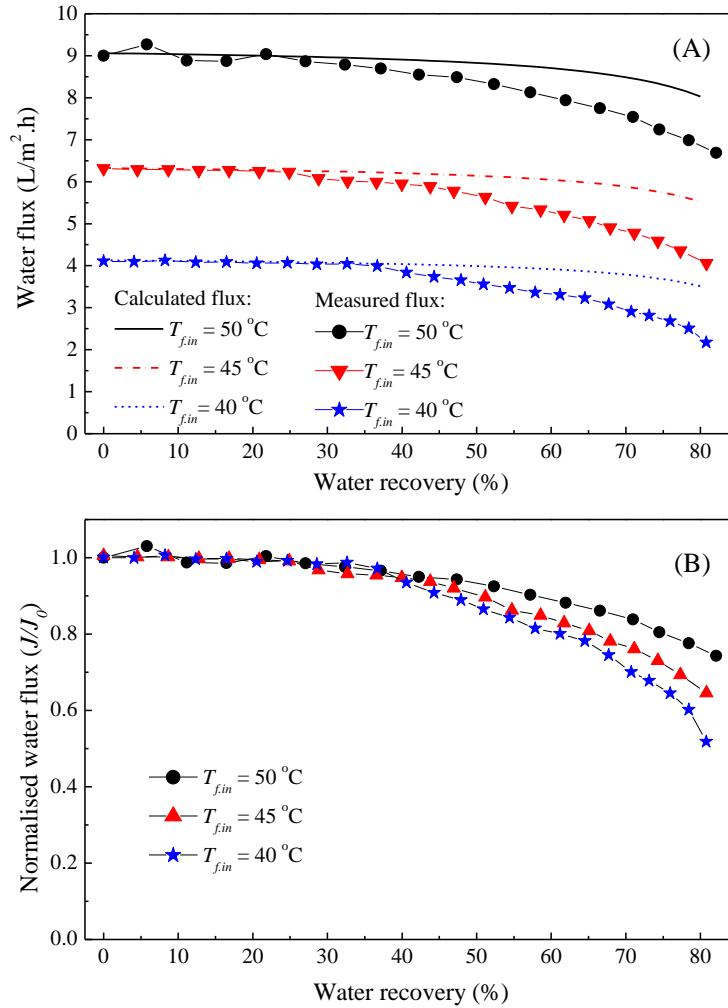 (A)
Water flux (L/m².h)
10
9
8
7
6
5
4
3
2
1
0
Calculated flux:
T_f.in = 50 °C
T_f.in = 45 °C
T_f.in = 40 °C
Measured flux:
T_f.in = 50 °C
T_f.in = 45 °C
T_f.in = 40 °C
0 10 20 30 40 50 60 70 80
Water recovery (%)
(B)
Normalised water flux (J/J₀)
1.0
0.8
0.6
0.4
0.2
0.0
T_f.in = 50 °C
T_f.in = 45 °C
T_f.in = 40 °C
0 10 20 30 40 50 60 70 80
Water recovery (%)